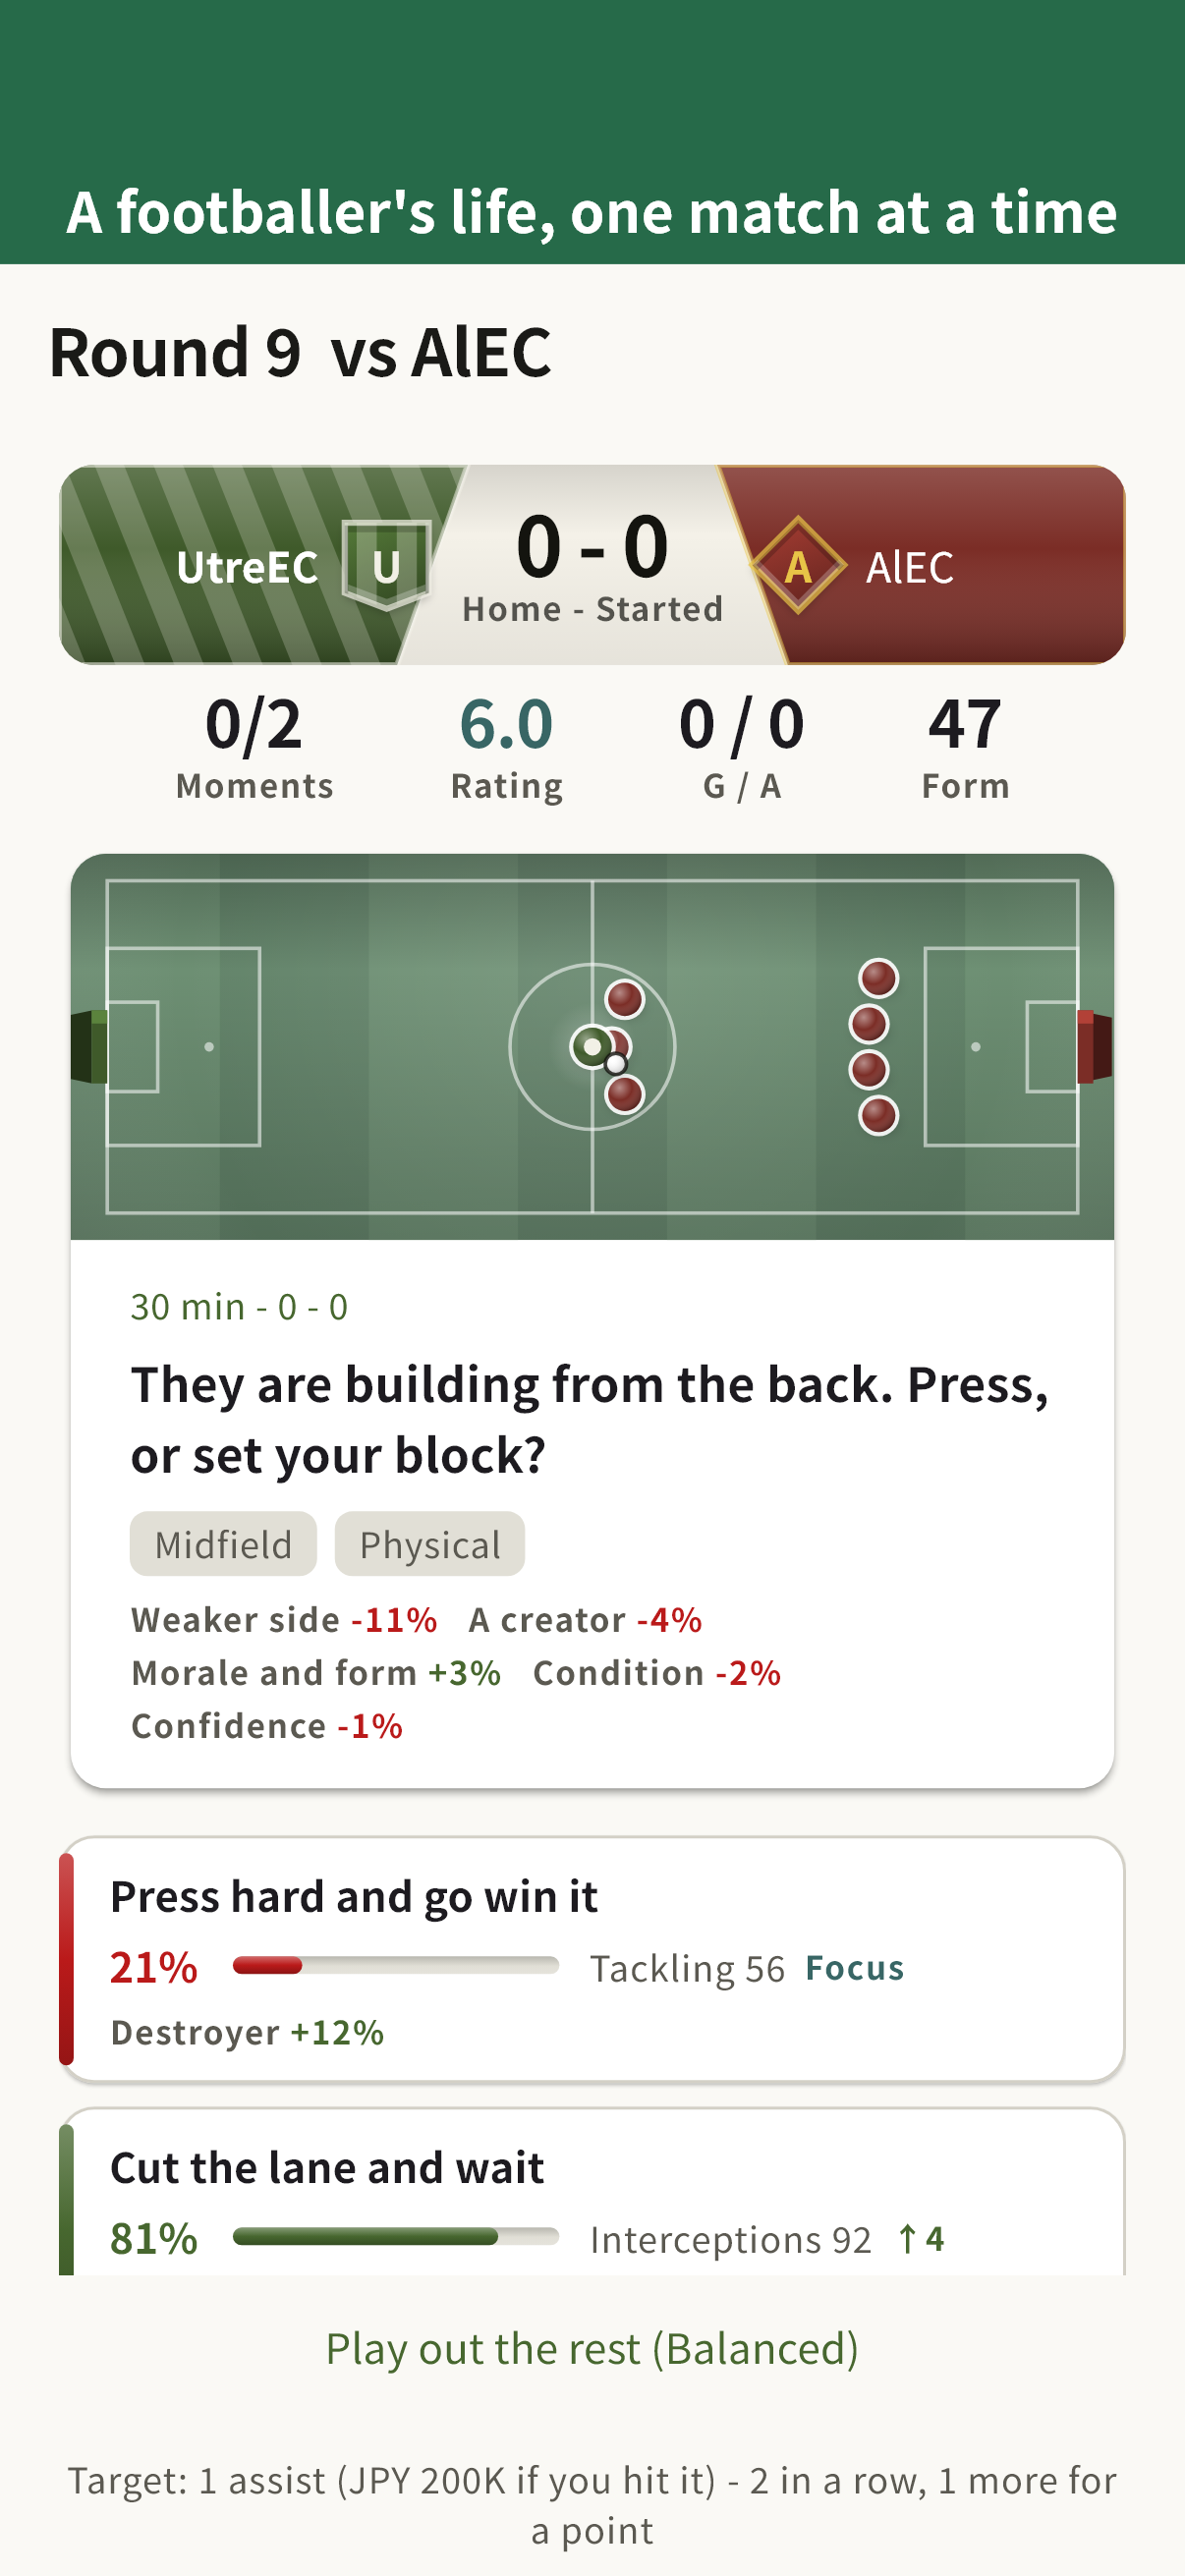 A footballer's life, one match at a time
Round 9 vs AlEC
UtreEC U 0 - 0 A AlEC
Home - Started
0/2 6.0 0 / 0 47
Moments Rating G / A Form
30 min - 0 - 0
They are building from the back. Press,
or set your block?
Midfield Physical
Weaker side -11% A creator -4%
Morale and form +3% Condition -2%
Confidence -1%
Press hard and go win it
21% Tackling 56 Focus
Destroyer +12%
Cut the lane and wait
81% Interceptions 92 ↑4
Play out the rest (Balanced)
Target: 1 assist (JPY 200K if you hit it) - 2 in a row, 1 more for
a point